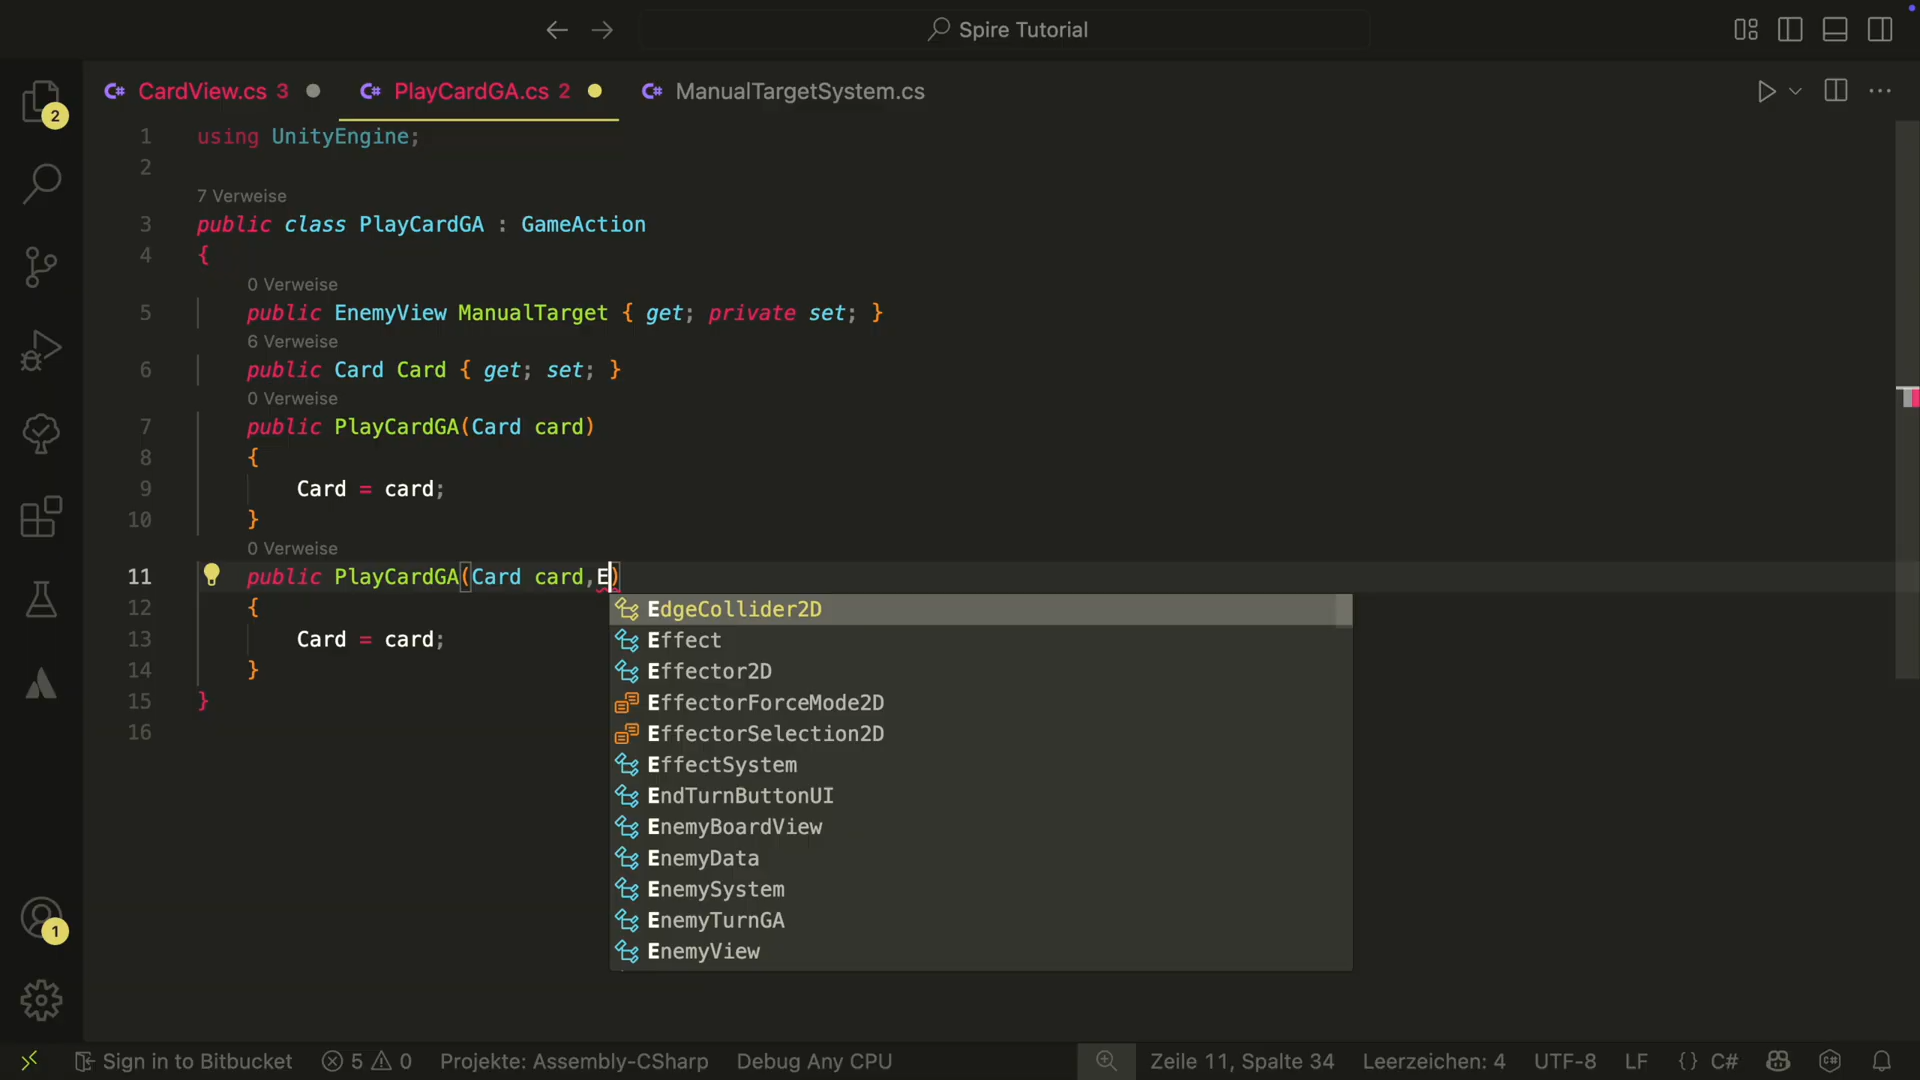 Spire Tutorial
CardView.cs 3
PlayCardGA.cs 2
ManualTargetSystem.cs
2
1 using UnityEngine;
2
7 Verweise
3 public class PlayCardGA : GameAction
4 {
0 Verweise
5 public EnemyView ManualTarget { get; private set; }
6 Verweise
6 public Card Card { get; set; }
0 Verweise
7 public PlayCardGA(Card card)
8 {
9 Card = card;
10 }
0 Verweise
11 public PlayCardGA(Card card,E)
12 {
13 Card = card;
14 }
15 }
16
EdgeCollider2D
Effect
Effector2D
EffectorForceMode2D
EffectorSelection2D
EffectSystem
EndTurnButtonUI
EnemyBoardView
EnemyData
EnemySystem
EnemyTurnGA
EnemyView
1
Sign in to Bitbucket 5 0 Projekte: Assembly-CSharp Debug Any CPU Zeile 11, Spalte 34 Leerzeichen: 4 UTF-8 LF {} C#